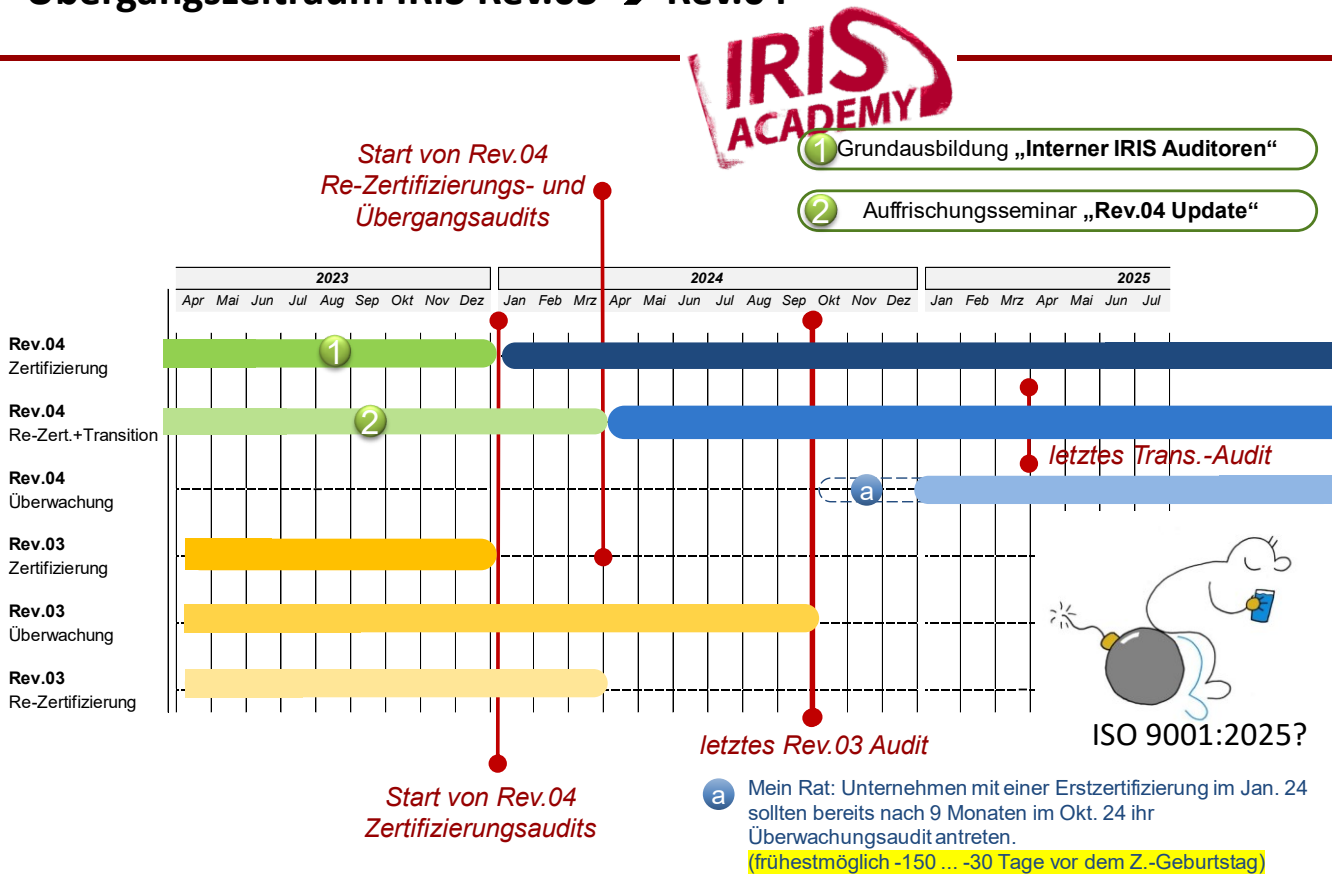 Übergangszeitraum IRIS Rev.03 → Rev.04
IRIS
ACADEMY
1 Grundausbildung „Interner IRIS Auditoren“
2 Auffrischungsseminar „Rev.04 Update“
Start von Rev.04
Re-Zertifizierungs- und
Übergangsaudits
2023 2024 2025
Apr Mai Jun Jul Aug Sep Okt Nov Dez Jan Feb Mrz Apr Mai Jun Jul Aug Sep Okt Nov Dez Jan Feb Mrz Apr Mai Jun Jul
Rev.04
Zertifizierung
1
Rev.04
Re-Zert.+Transition
2
letztes Trans.-Audit
Rev.04
Überwachung
a
Rev.03
Zertifizierung
Rev.03
Überwachung
Rev.03
Re-Zertifizierung
ISO 9001:2025?
letztes Rev.03 Audit
Start von Rev.04
Zertifizierungsaudits
a Mein Rat: Unternehmen mit einer Erstzertifizierung im Jan. 24
sollten bereits nach 9 Monaten im Okt. 24 ihr
Überwachungsaudit antreten.
(frühestmöglich -150 ... -30 Tage vor dem Z.-Geburtstag)